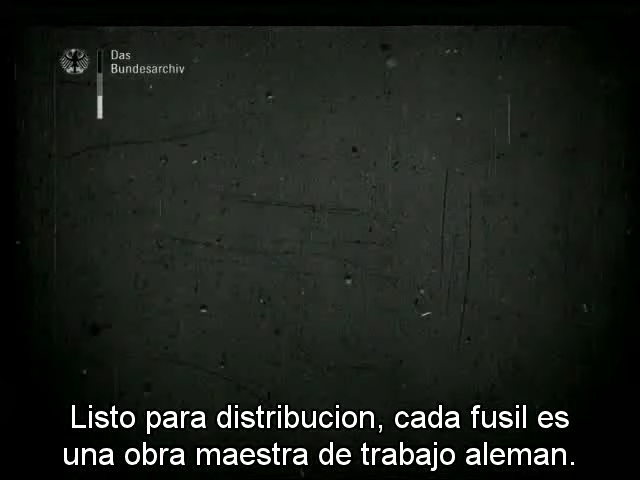 Das
Bundesarchiv
Listo para distribucion, cada fusil es
una obra maestra de trabajo aleman.